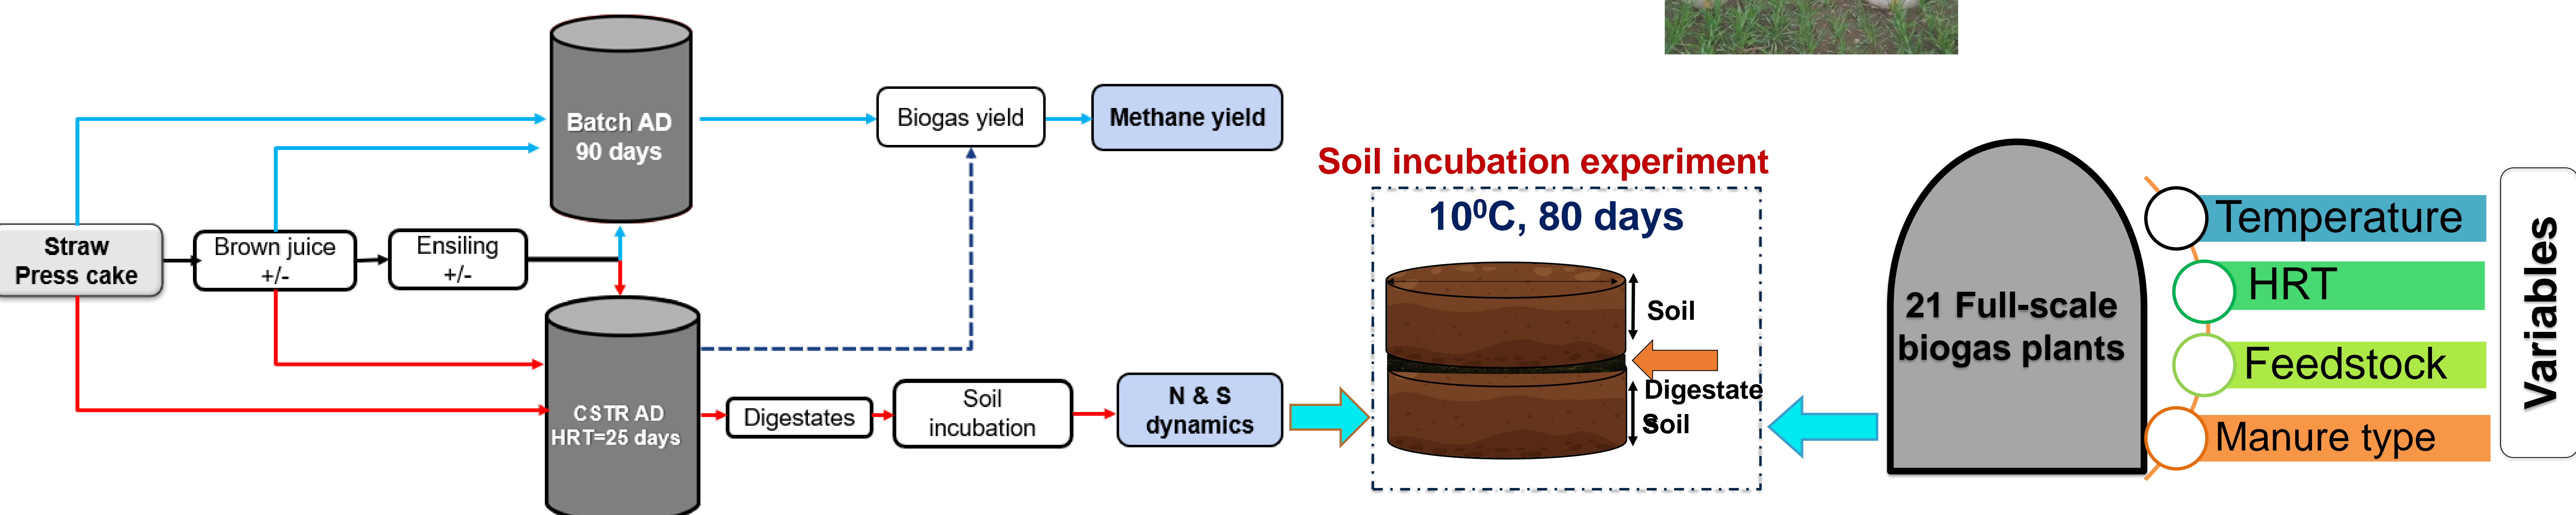 Batch AD
90 days
Biogas yield
Methane yield
Straw
Press cake
Brown juice
+/-
Ensiling
+/-
CSTR AD
HRT=25 days
Digestates
Soil
incubation
N & S
dynamics
Soil incubation experiment
10⁰C, 80 days
Soil
Digestate
Soil
21 Full-scale
biogas plants
Temperature
HRT
Feedstock
Manure type
Variables